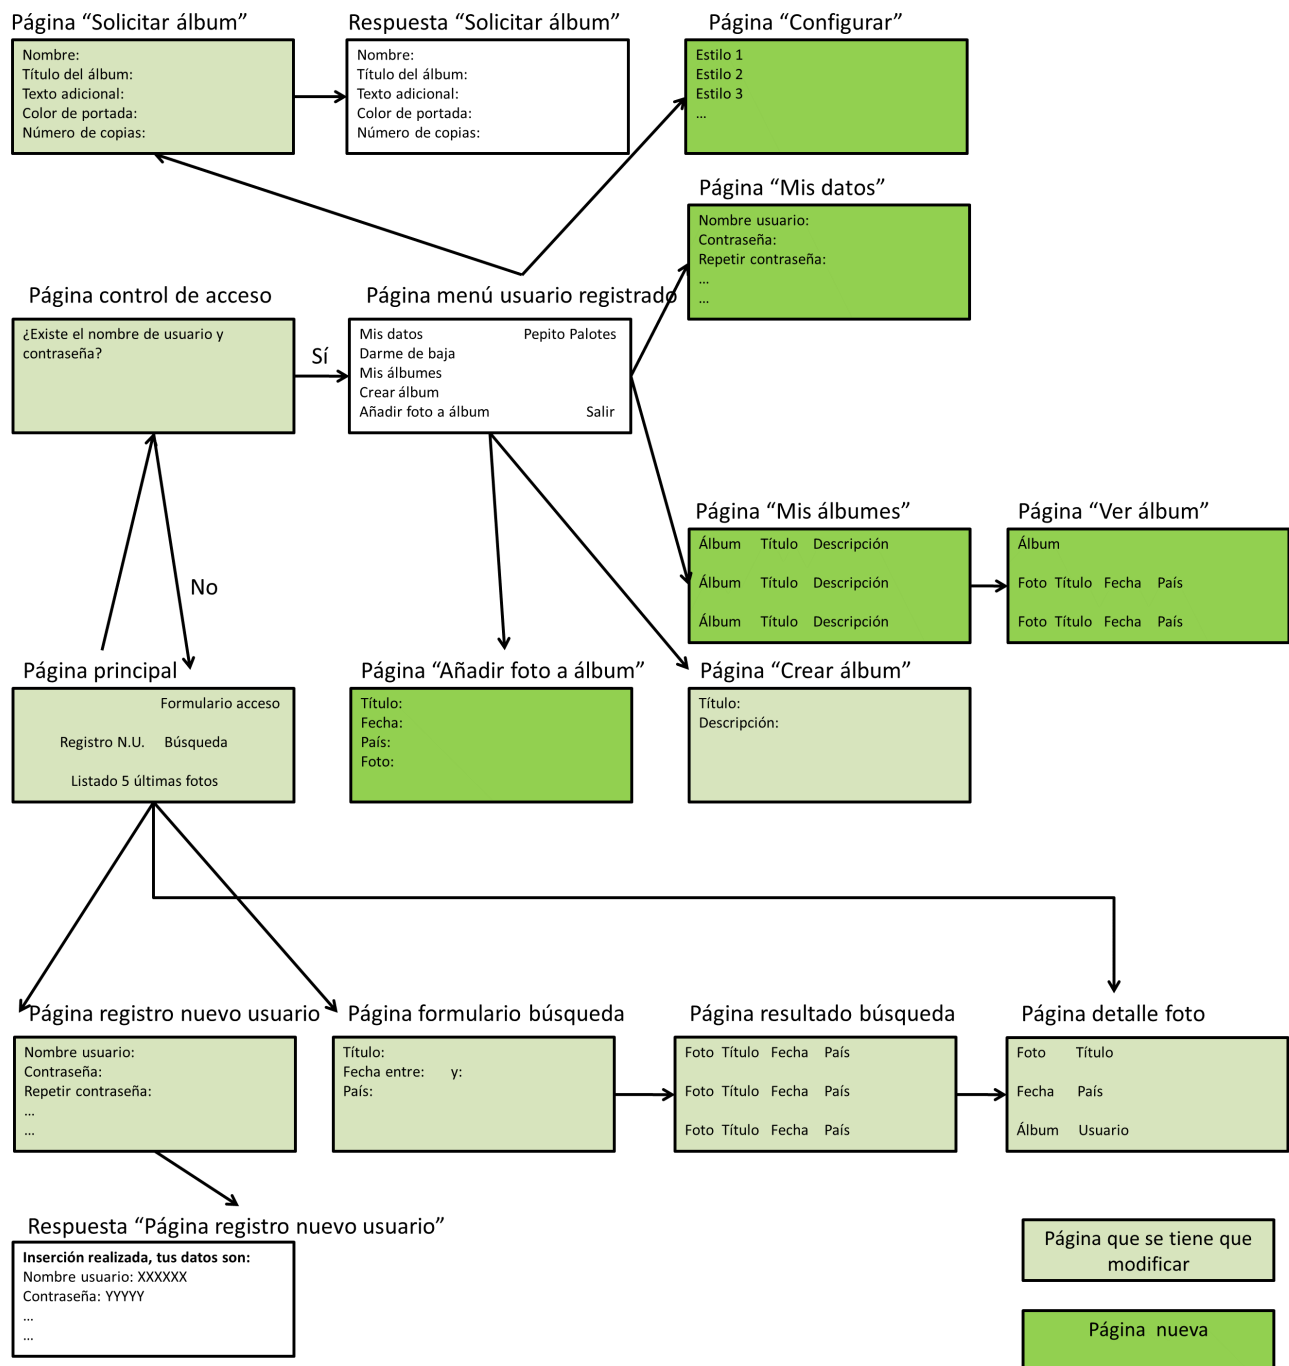 Página “Solicitar álbum”
Nombre:
Título del álbum:
Texto adicional:
Color de portada:
Número de copias:
Respuesta “Solicitar álbum”
Nombre:
Título del álbum:
Texto adicional:
Color de portada:
Número de copias:
Página “Configurar”
Estilo 1
Estilo 2
Estilo 3
...
Página “Mis datos”
Nombre usuario:
Contraseña:
Repetir contraseña:
...
...
Página control de acceso
¿Existe el nombre de usuario y
contraseña?
Sí
Página menú usuario registrado
Mis datos Pepito Palotes
Darme de baja
Mis álbumes
Crear álbum
Añadir foto a álbum Salir
No
Página “Mis álbumes”
Álbum Título Descripción
Álbum Título Descripción
Álbum Título Descripción
Página “Ver álbum”
Álbum
Foto Título Fecha País
Foto Título Fecha País
Página principal
Formulario acceso
Registro N.U. Búsqueda
Listado 5 últimas fotos
Página “Añadir foto a álbum”
Título:
Fecha:
País:
Foto:
Página “Crear álbum”
Título:
Descripción:
Página registro nuevo usuario
Nombre usuario:
Contraseña:
Repetir contraseña:
...
...
Página formulario búsqueda
Título:
Fecha entre: y:
País:
Página resultado búsqueda
Foto Título Fecha País
Foto Título Fecha País
Foto Título Fecha País
Página detalle foto
Foto Título
Fecha País
Álbum Usuario
Respuesta “Página registro nuevo usuario”
Inserción realizada, tus datos son:
Nombre usuario: XXXXXX
Contraseña: YYYYY
...
...
Página que se tiene que
modificar
Página nueva